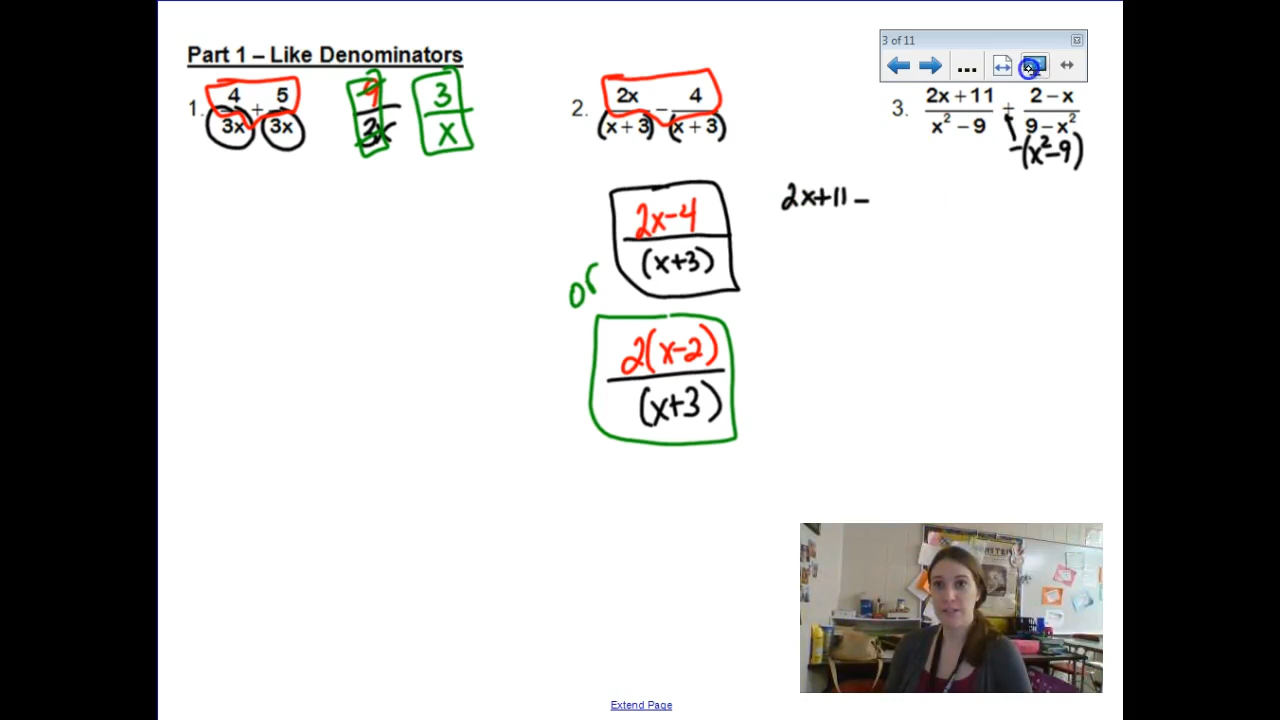 3 of 11
Part 1 – Like Denominators
1. 4/3x + 5/3x 9/3x 3/x
2. 2x/(x+3) − 4/(x+3)
3. 2x + 11/x² − 9 + 2 − x/9 − x²
−(x²−9)
2x+11 −
2x−4
(x+3)
or
2(x−2)
(x+3)
Extend Page